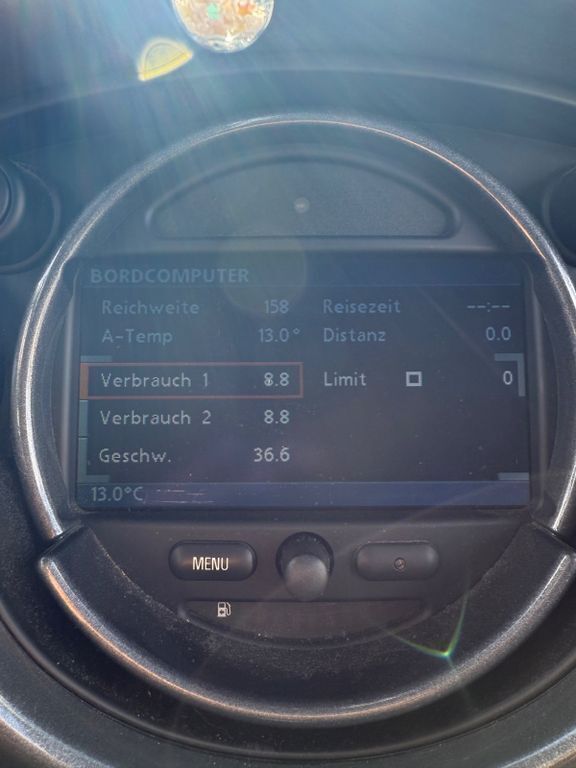 BORDCOMPUTER
Reichweite 158 Reisezeit --:--
A-Temp 13.0° Distanz 0.0
Verbrauch 1 8.8 Limit 0
Verbrauch 2 8.8
Geschw. 36.6
13.0°C
MENU